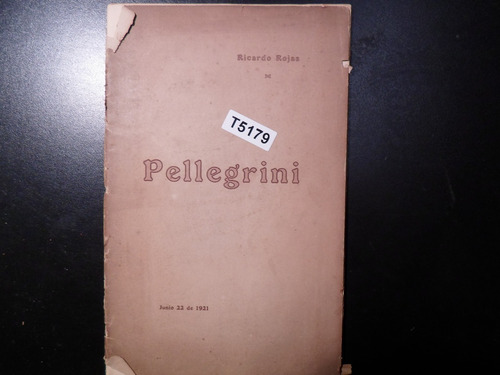 Ricardo Rojas
T5179
Pellegrini
Junio 22 de 1921